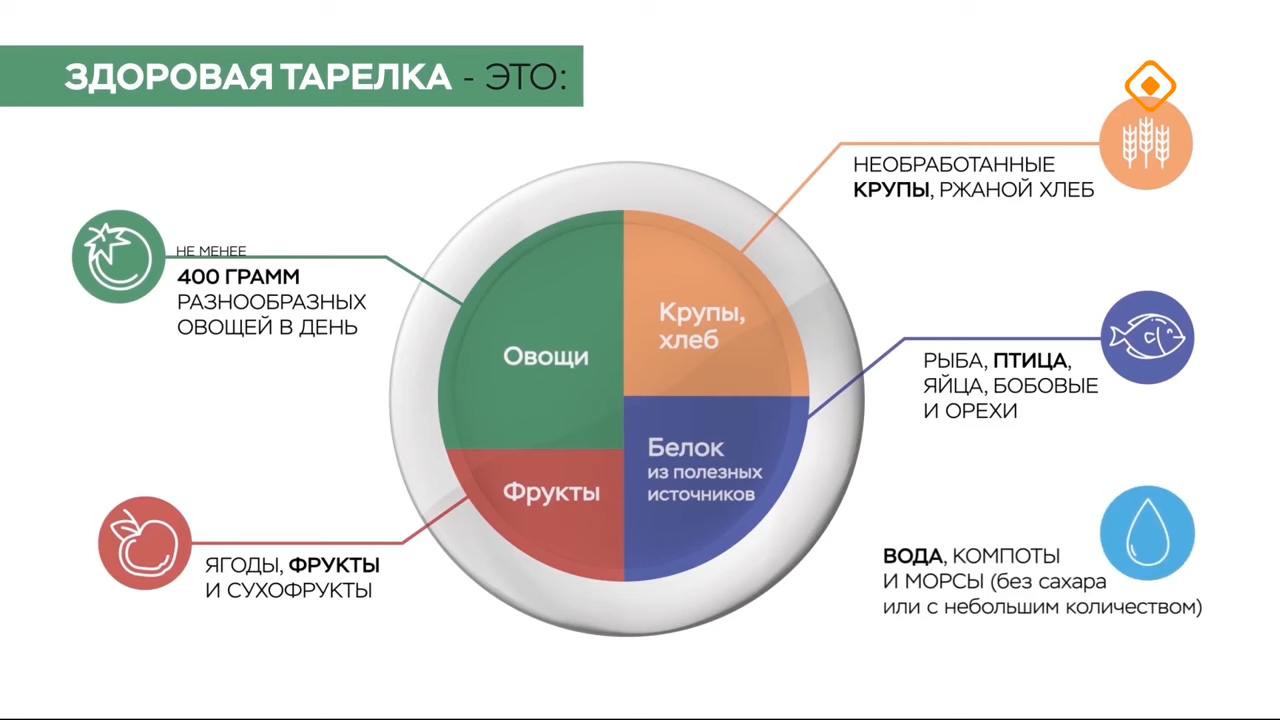 ЗДОРОВАЯ ТАРЕЛКА - ЭТО:
НЕ МЕНЕЕ
400 ГРАММ
РАЗНООБРАЗНЫХ
ОВОЩЕЙ В ДЕНЬ
ЯГОДЫ, ФРУКТЫ
И СУХОФРУКТЫ
Овощи
Фрукты
Крупы,
хлеб
Белок
из полезных
источников
НЕОБРАБОТАННЫЕ
КРУПЫ, РЖАНОЙ ХЛЕБ
РЫБА, ПТИЦА,
ЯЙЦА, БОБОВЫЕ
И ОРЕХИ
ВОДА, КОМПОТЫ
И МОРСЫ (без сахара
или с небольшим количеством)